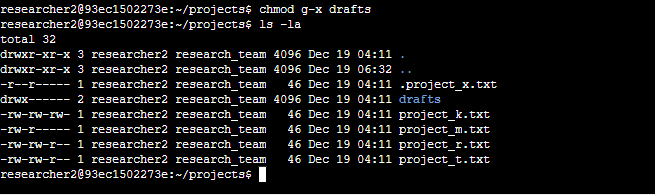 researcher2@93ec1502273e:~/projects$ chmod g-x drafts
researcher2@93ec1502273e:~/projects$ ls -la
total 32
drwxr-xr-x 3 researcher2 research_team 4096 Dec 19 04:11 .
drwxr-xr-x 3 researcher2 research_team 4096 Dec 19 06:32 ..
-r--r----- 1 researcher2 research_team   46 Dec 19 04:11 .project_x.txt
drwx------ 2 researcher2 research_team 4096 Dec 19 04:11 drafts
-rw-rw-rw- 1 researcher2 research_team   46 Dec 19 04:11 project_k.txt
-rw-r----- 1 researcher2 research_team   46 Dec 19 04:11 project_m.txt
-rw-rw-r-- 1 researcher2 research_team   46 Dec 19 04:11 project_r.txt
-rw-rw-r-- 1 researcher2 research_team   46 Dec 19 04:11 project_t.txt
researcher2@93ec1502273e:~/projects$